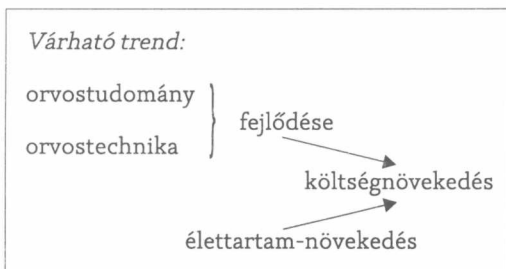 Várható trend:
orvostudomány
orvostechnika
fejlődése
költségnövekedés
élettartam-növekedés